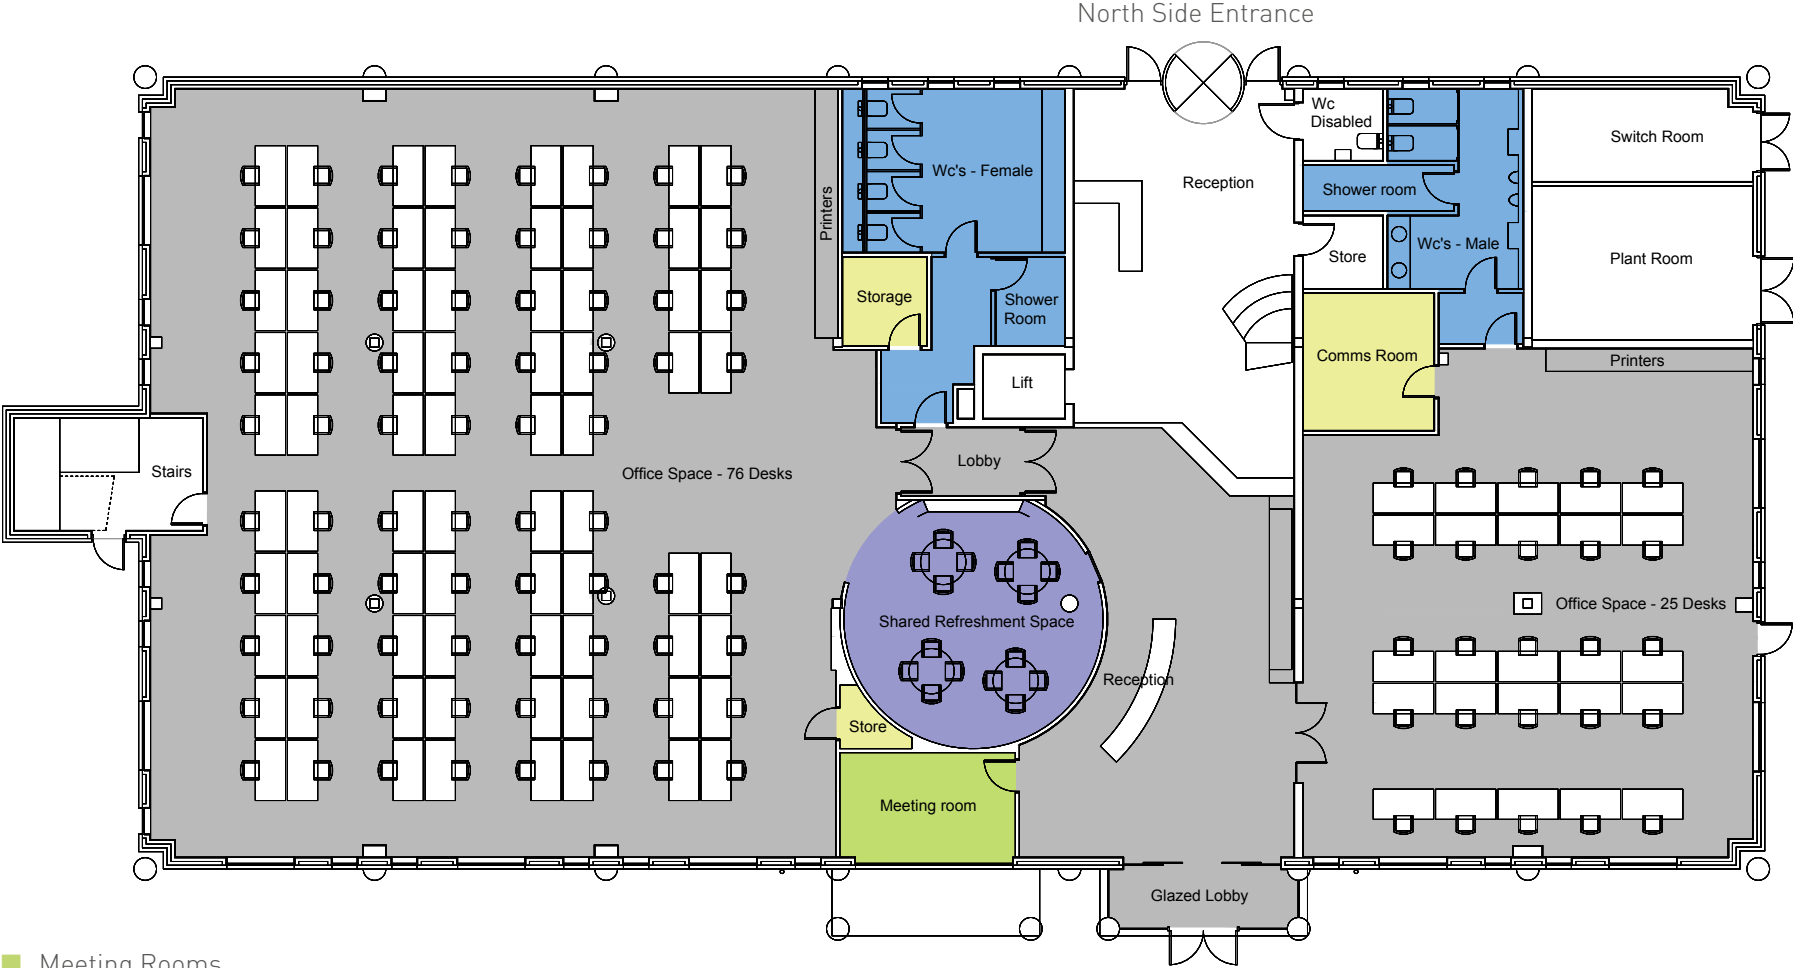 North Side Entrance
Wc
Disabled
Switch Room
Wc's - Female
Reception
Shower room
Printers
Wc's - Male
Store
Plant Room
Storage
Shower
Room
Comms Room
Printers
Lift
Lobby
Stairs
Office Space - 76 Desks
Office Space - 25 Desks
Shared Refreshment Space
Reception
Store
Meeting room
Glazed Lobby
Meeting Rooms